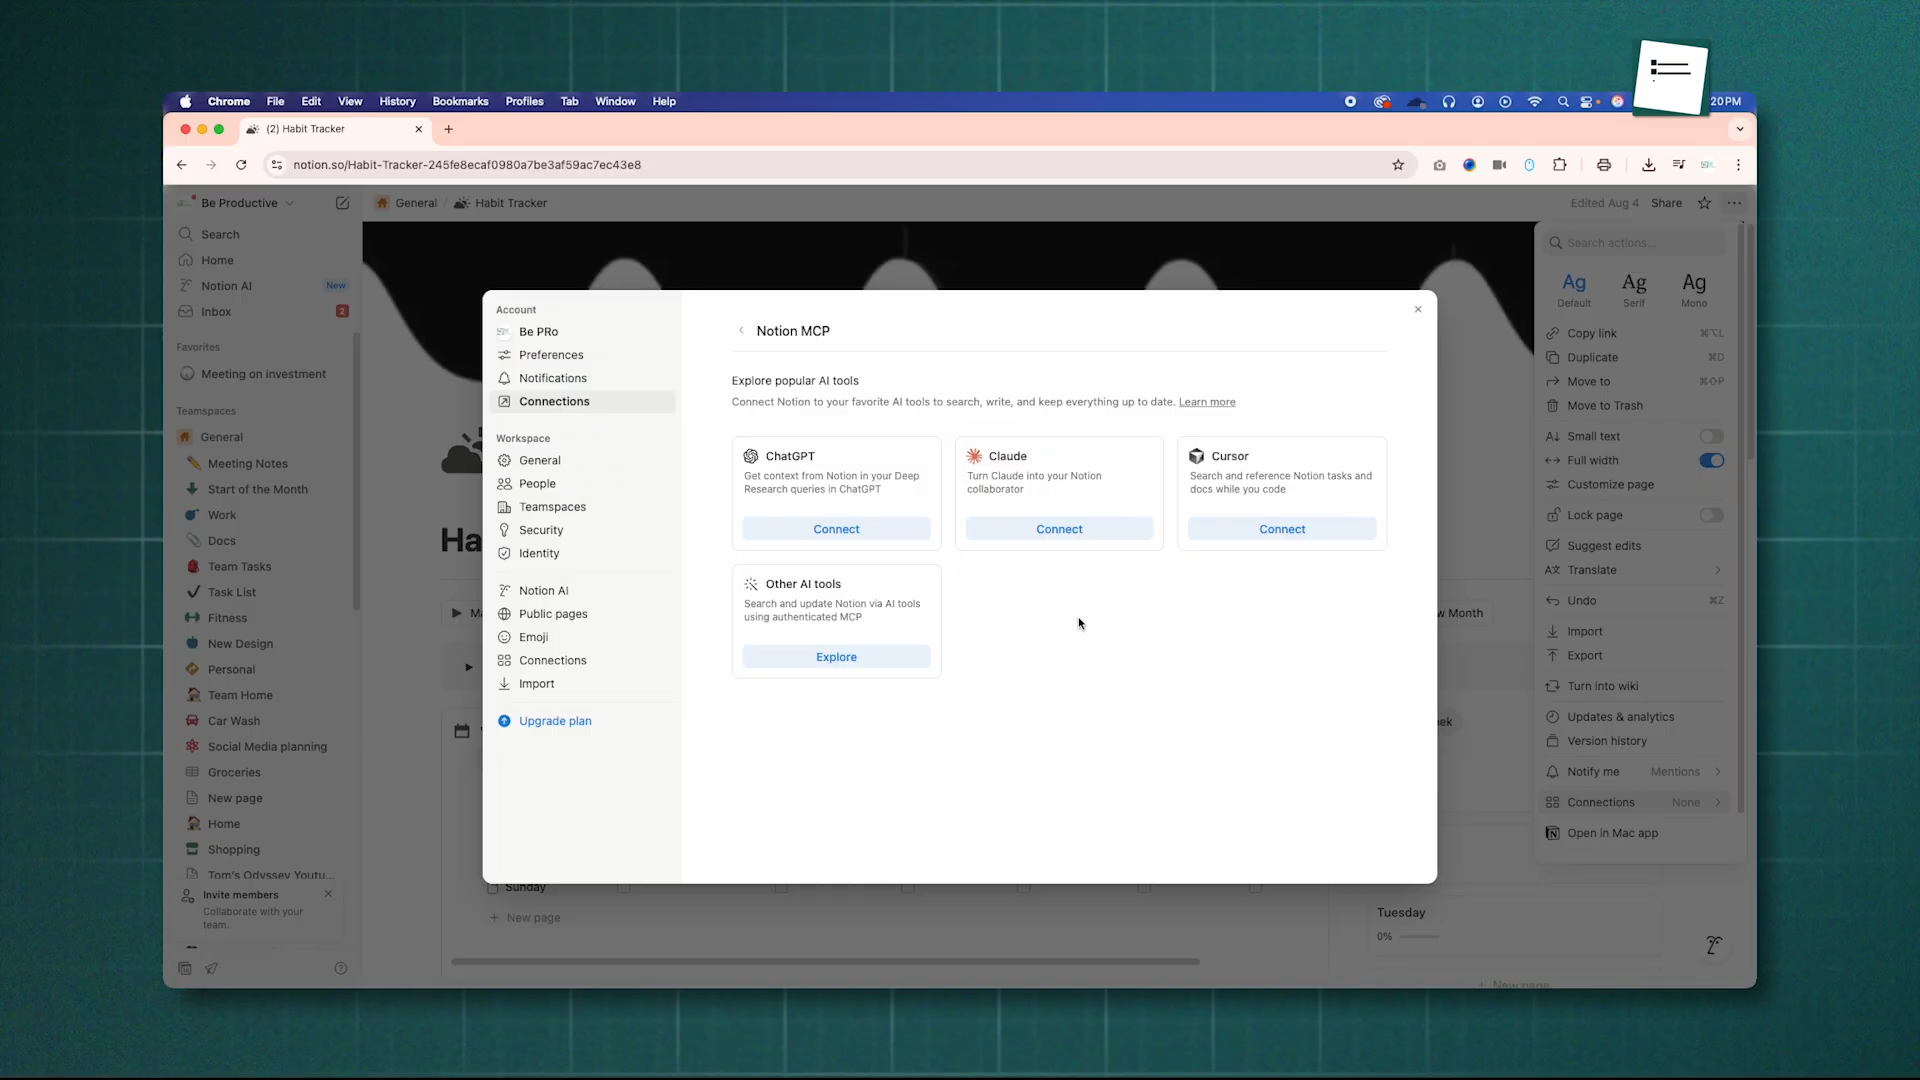 Chrome File Edit View History Bookmarks Profiles Tab Window Help
20 PM
(2) Habit Tracker
notion.so/Habit-Tracker-245fe8ecaf0980a7be3af59ac7ec43e8
Be Productive
General / Habit Tracker
Edited Aug 4 Share
Search
Home
Notion AI New
Inbox 2
Favorites
Meeting on investment
Teamspaces
General
Meeting Notes
Start of the Month
Work
Docs
Team Tasks
Task List
Fitness
New Design
Personal
Team Home
Car Wash
Social Media planning
Groceries
New page
Home
Shopping
Tom's Odyssey Youtu...
Invite members
Collaborate with your
team.
Ha
Account
Be PRo
Preferences
Notifications
Connections
Workspace
General
People
Teamspaces
Security
Identity
Notion AI
Public pages
Emoji
Connections
Import
Upgrade plan
Notion MCP
Explore popular AI tools
Connect Notion to your favorite AI tools to search, write, and keep everything up to date. Learn more
ChatGPT
Get context from Notion in your Deep
Research queries in ChatGPT
Connect
Claude
Turn Claude into your Notion
collaborator
Connect
Cursor
Search and reference Notion tasks and
docs while you code
Connect
Other AI tools
Search and update Notion via AI tools
using authenticated MCP
Explore
Sunday
+ New page
Search actions...
Ag Ag Ag
Default Serif Mono
Copy link ⌘⌥L
Duplicate ⌘D
Move to ⌘⇧P
Move to Trash
Small text
Full width
Customize page
Lock page
Suggest edits
Translate
Undo ⌘Z
Import
Export
Turn into wiki
Updates & analytics
Version history
Notify me Mentions
Connections None
Open in Mac app
w Month
ek
Tuesday
0%
+ New page